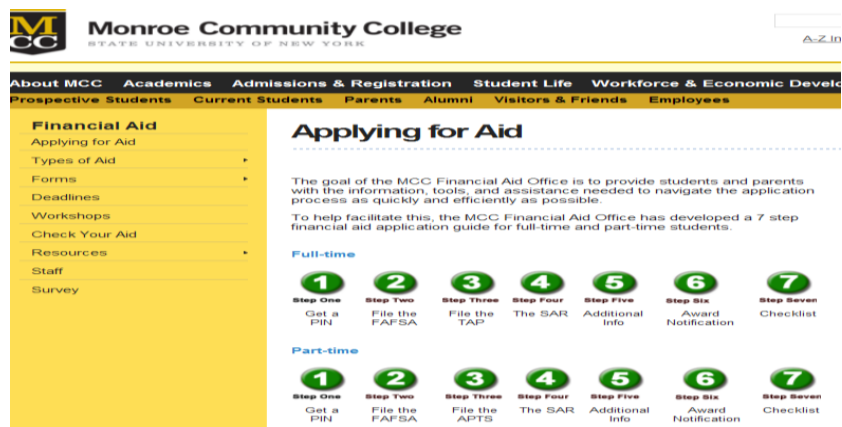 MCC
Monroe Community College
STATE UNIVERSITY OF NEW YORK
A-Z In
About MCC Academics Admissions & Registration Student Life Workforce & Economic Develo
Prospective Students Current Students Parents Alumni Visitors & Friends Employees
Financial Aid
Applying for Aid
Types of Aid
Forms
Deadlines
Workshops
Check Your Aid
Resources
Staff
Survey
Applying for Aid
The goal of the MCC Financial Aid Office is to provide students and parents
with the information, tools, and assistance needed to navigate the application
process as quickly and efficiently as possible.
To help facilitate this, the MCC Financial Aid Office has developed a 7 step
financial aid application guide for full-time and part-time students.
Full-time
1 2 3 4 5 6 7
Step One Step Two Step Three Step Four Step Five Step Six Step Seven
Get a File the File the The SAR Additional Award Checklist
PIN FAFSA TAP Info Notification
Part-time
1 2 3 4 5 6 7
Step One Step Two Step Three Step Four Step Five Step Six Step Seven
Get a File the File the The SAR Additional Award Checklist
PIN FAFSA APTS Info Notification